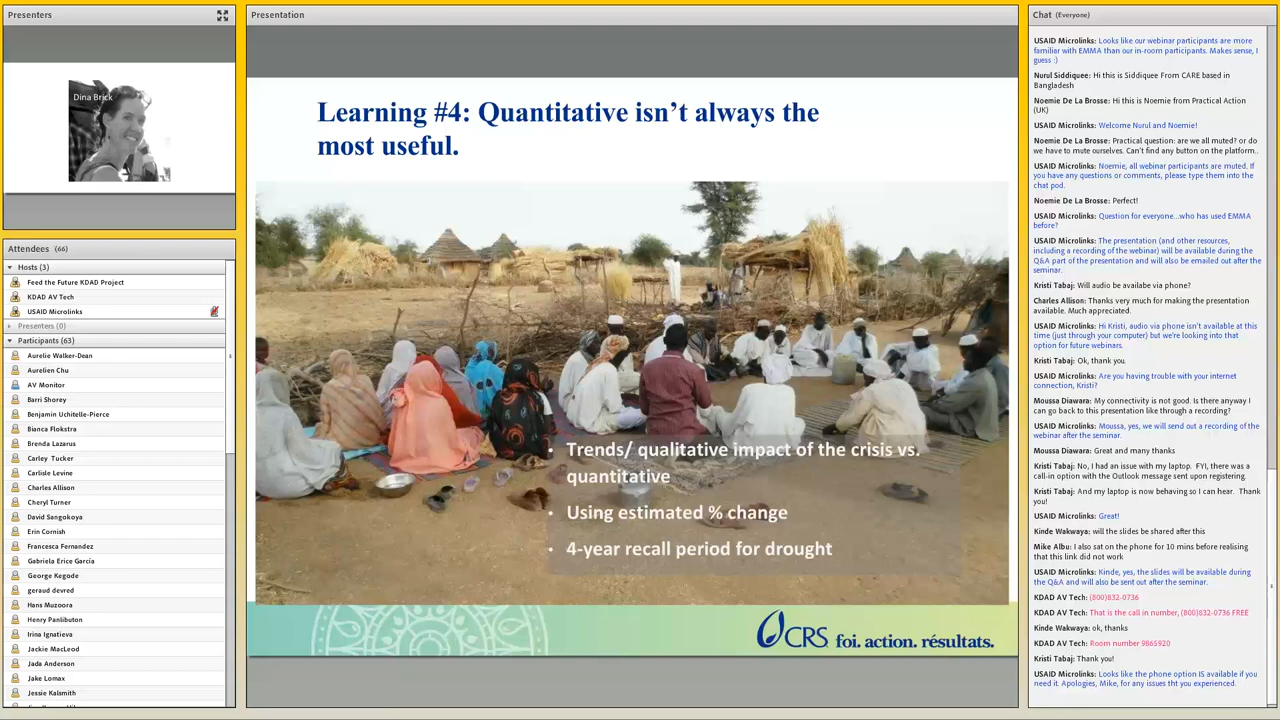 Presenters
Dina Brick
Attendees (66)
Hosts (3)
Feed the Future KDAD Project
KDAD AV Tech
USAID Microlinks
Presenters (0)
Participants (63)
Aurelie Walker-Dean
Aurelien Chu
AV Monitor
Barri Shorey
Benjamin Uchitelle-Pierce
Bianca Flokstra
Brenda Lazarus
Carley Tucker
Carlisle Levine
Charles Allison
Cheryl Turner
David Sangokoya
Erin Cornish
Francesca Fernandez
Gabriela Erice García
George Kegode
geraud devred
Hans Muzoora
Henry Panlibuton
Irina Ignatieva
Jackie MacLeod
Jada Anderson
Jake Lomax
Jessie Kalsmith
Presentation
Learning #4: Quantitative isn’t always the
most useful.
• Trends/ qualitative impact of the crisis vs.
quantitative
• Using estimated % change
• 4-year recall period for drought
CRS foi. action. résultats.
Chat (Everyone)
USAID Microlinks: Looks like our webinar participants are more
familiar with EMMA than our in-room participants. Makes sense, I
guess :)
Nurul Siddiquee: Hi this is Siddiquee From CARE based in
Bangladesh
Noemie De La Brosse: Hi this is Noemie from Practical Action
(UK)
USAID Microlinks: Welcome Nurul and Noemie!
Noemie De La Brosse: Practical question: are we all muted? or do
we have to mute ourselves. Can't find any button on the platform..
USAID Microlinks: Noemie, all webinar participants are muted. If
you have any questions or comments, please type them into the
chat pod.
Noemie De La Brosse: Perfect!
USAID Microlinks: Question for everyone...who has used EMMA
before?
USAID Microlinks: The presentation (and other resources,
including a recording of the webinar) will be available during the
Q&A part of the presentation and will also be emailed out after the
seminar.
Kristi Tabaj: Will audio be availabe via phone?
Charles Allison: Thanks very much for making the presentation
available. Much appreciated.
USAID Microlinks: Hi Kristi, audio via phone isn't available at this
time (just through your computer) but we're looking into that
option for future webinars.
Kristi Tabaj: Ok, thank you.
USAID Microlinks: Are you having trouble with your internet
connection, Kristi?
Moussa Diawara: My connectivity is not good. Is there anyway I
can go back to this presentation like through a recording?
USAID Microlinks: Moussa, yes, we will send out a recording of the
webinar after the seminar.
Moussa Diawara: Great and many thanks
Kristi Tabaj: No, I had an issue with my laptop. FYI, there was a
call-in option with the Outlook message sent upon registering.
Kristi Tabaj: And my laptop is now behaving so I can hear. Thank
you!
USAID Microlinks: Great!
Kinde Wakwaya: will the slides be shared after this
Mike Albu: I also sat on the phone for 10 mins before realising
that this link did not work
USAID Microlinks: Kinde, yes, the slides will be available during
the Q&A and will also be sent out after the seminar.
KDAD AV Tech: (800)832-0736
KDAD AV Tech: That is the call in number, (800)832-0736 FREE
Kinde Wakwaya: ok, thanks
KDAD AV Tech: Room number 9865920
Kristi Tabaj: Thank you!
USAID Microlinks: Looks like the phone option IS available if you
need it. Apologies, Mike, for any issues tht you experienced.